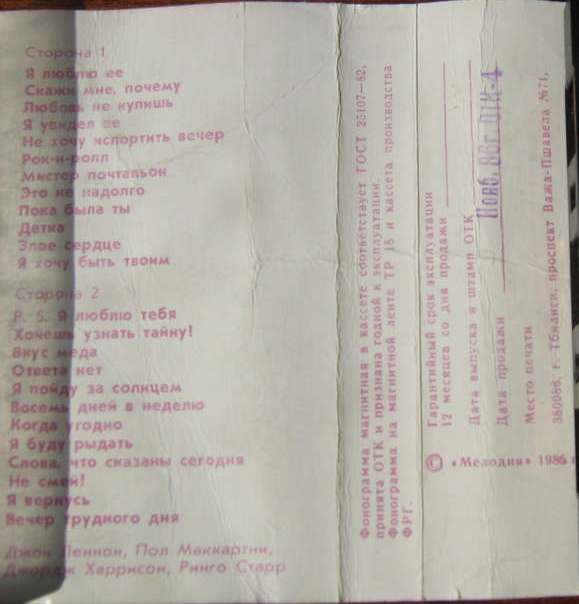 Сторона 1
Я люблю ее
Скажи мне, почему
Любовь не купишь
Я увидел ее
Не хочу испортить вечер
Рок-и-ролл
Мистер почтальон
Это не надолго
Пока была ты
Детка
Злое сердце
Я хочу быть твоим
Сторона 2
P. S. Я люблю тебя
Хочешь узнать тайну!
Вкус меда
Ответа нет
Я пойду за солнцем
Восемь дней в неделю
Когда угодно
Я буду рыдать
Слова, что сказаны сегодня
Не смей!
Я вернусь
Вечер трудного дня
Джон Леннон, Пол Маккартни,
Джордж Харрисон, Ринго Старр
Фонограмма магнитная в кассете соответствует ГОСТ 25107—82,
принята ОТК и признана годной к эксплуатации.
Фонограмма на магнитной ленте ТР 15 и кассета производства
ФРГ.
Гарантийный срок эксплуатации
12 месяцев со дня продажи
Дата выпуска и штамп ОТК
Нояб. 86 г. ОТК-4
Дата продажи
Место печати
380086, г. Тбилиси, проспект Важа-Пшавела №71,
© «Мелодия» 1986 г